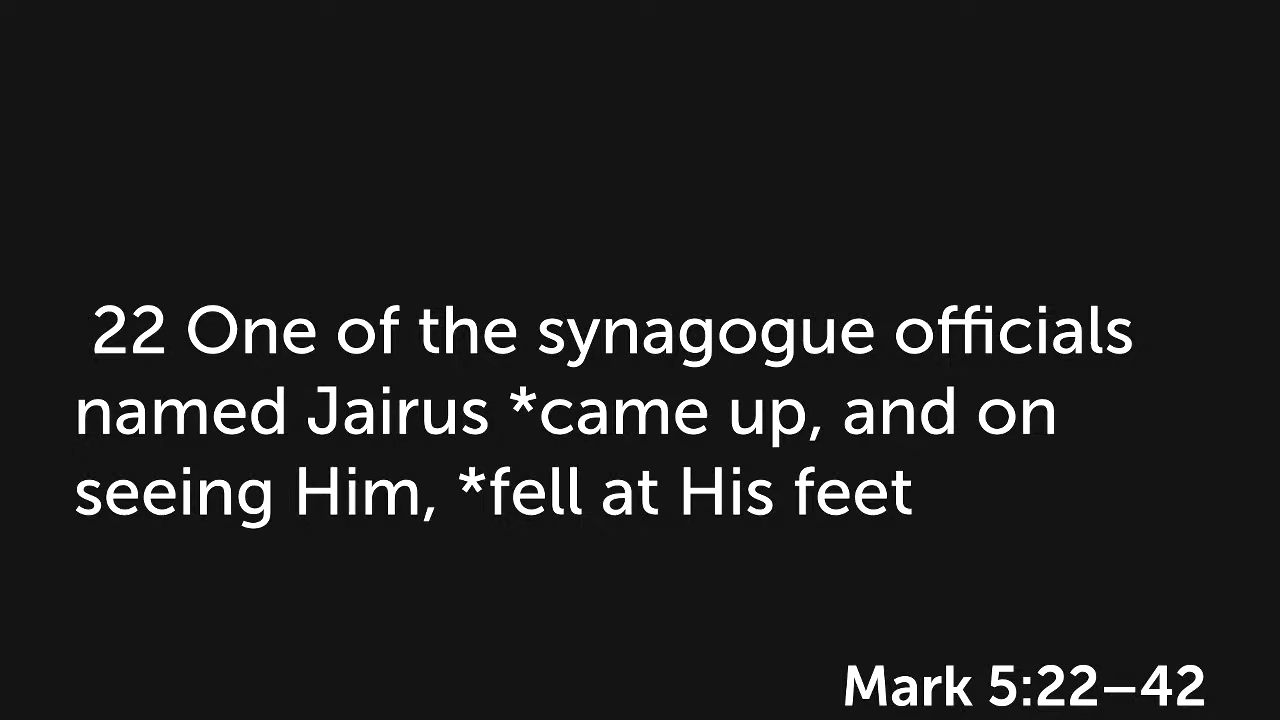 22 One of the synagogue officials
named Jairus *came up, and on
seeing Him, *fell at His feet
Mark 5:22–42